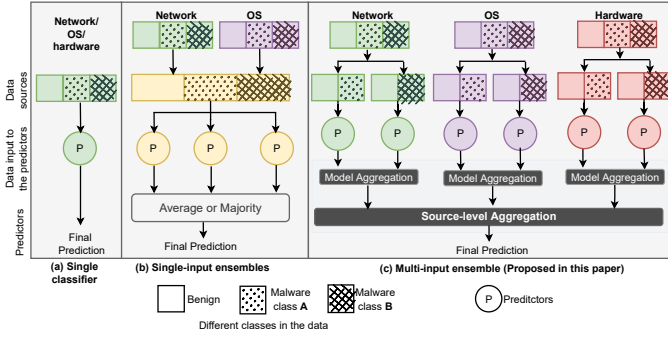 Network/
OS/
hardware
Network
OS
Network
OS
Hardware
Data
sources
Data input to
the predictors
Predictors
P
P
P
P
P
P
P
P
P
P
Model Aggregation
Model Aggregation
Model Aggregation
Average or Majority
Source-level Aggregation
Final
Prediction
Final Prediction
Final Prediction
(a) Single
classifier
(b) Single-input ensembles
(c) Multi-input ensemble (Proposed in this paper)
Benign
Malware
class A
Malware
class B
P
Preditctors
Different classes in the data